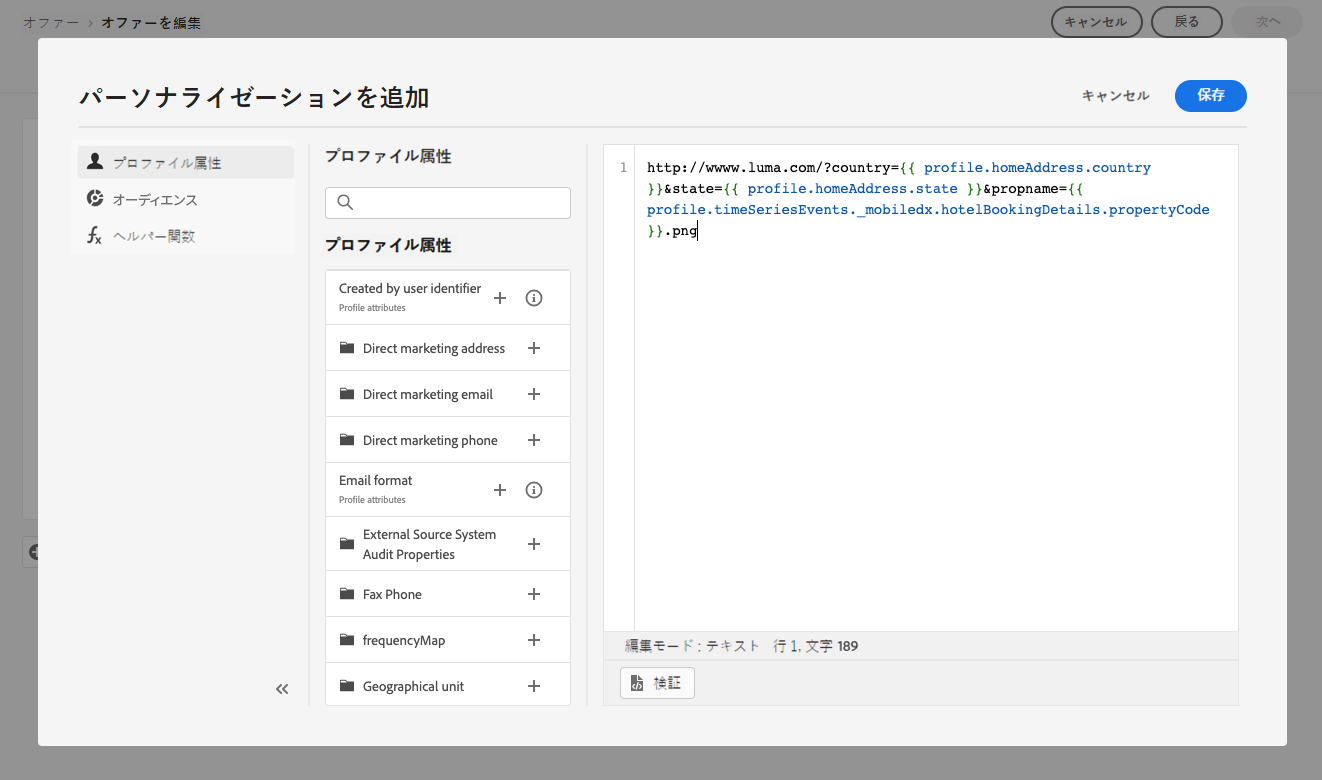 オファー › オファーを編集
キャンセル
戻る
次へ
パーソナライゼーションを追加
キャンセル
保存
プロファイル属性
オーディエンス
fx ヘルパー関数
プロファイル属性
プロファイル属性
Created by user identifier
Profile attributes
Direct marketing address
Direct marketing email
Direct marketing phone
Email format
Profile attributes
External Source System
Audit Properties
Fax Phone
frequencyMap
Geographical unit
1
http://wwww.luma.com/?country={{ profile.homeAddress.country
}}&state={{ profile.homeAddress.state }}&propname={{
profile.timeSeriesEvents._mobiledx.hotelBookingDetails.propertyCode
}}.png
編集モード : テキスト 行 1, 文字 189
検証